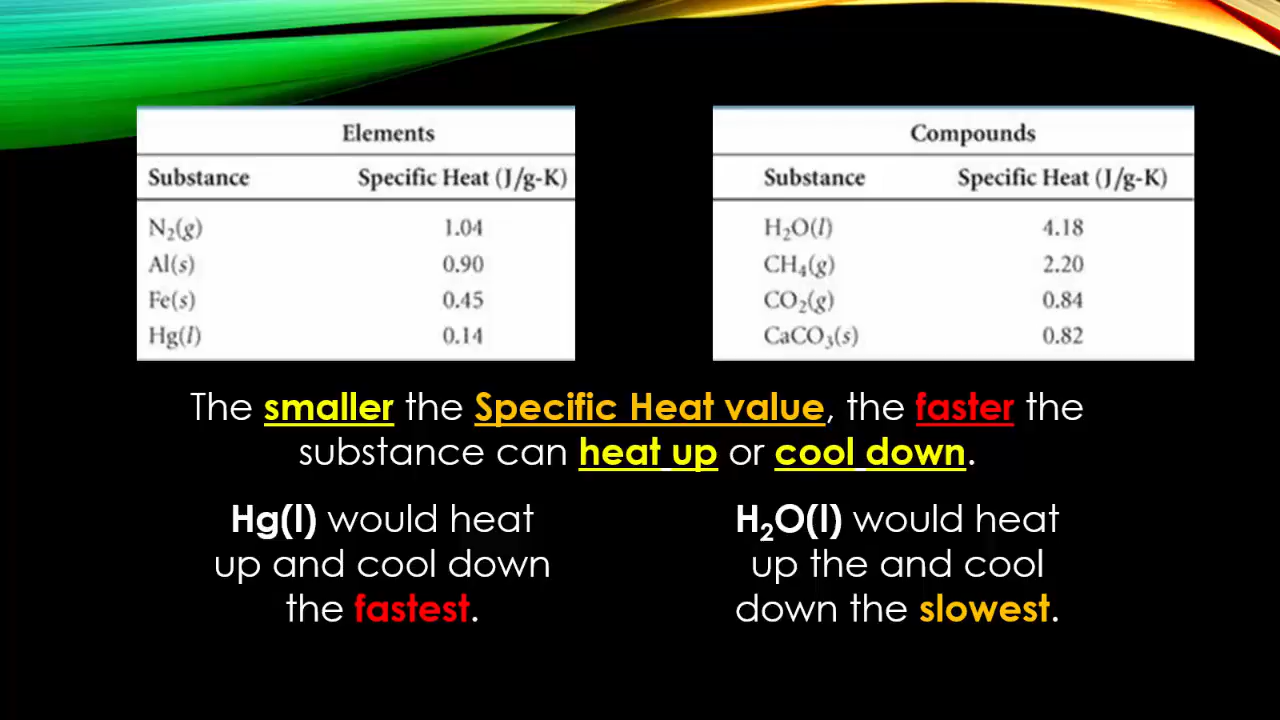 Elements
Substance Specific Heat (J/g-K)
N₂(g) 1.04
Al(s) 0.90
Fe(s) 0.45
Hg(l) 0.14
Compounds
Substance Specific Heat (J/g-K)
H₂O(l) 4.18
CH₄(g) 2.20
CO₂(g) 0.84
CaCO₃(s) 0.82
The smaller the Specific Heat value, the faster the
substance can heat up or cool down.
Hg(l) would heat
up and cool down
the fastest.
H₂O(l) would heat
up the and cool
down the slowest.